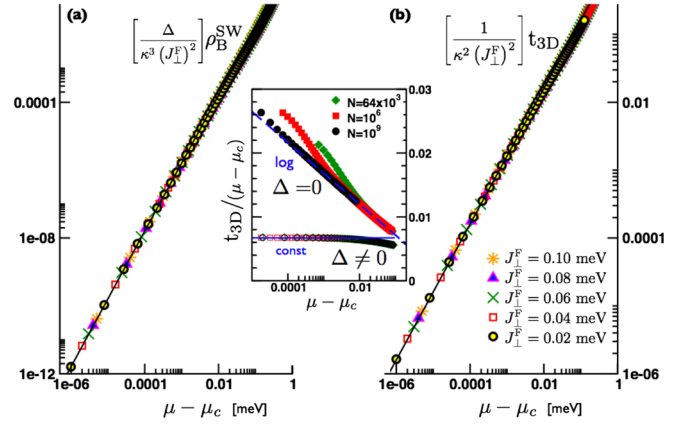 (a)
[Δ / κ³ (J⊥ᶠ)²] ρ_B^SW
0.0001
1e-08
1e-12
1e-06
0.0001
0.01
1
μ − μc [meV]
N=64x10³
N=10⁶
N=10⁹
log
Δ =0
const
Δ ≠ 0
t₃D/(μ − μc)
0.03
0.02
0.01
0
0.0001
0.01
μ − μc
(b)
[1 / κ² (J⊥ᶠ)²] t₃D
0.01
0.0001
1e-06
J⊥ᶠ = 0.10 meV
J⊥ᶠ = 0.08 meV
J⊥ᶠ = 0.06 meV
J⊥ᶠ = 0.04 meV
J⊥ᶠ = 0.02 meV
1e-06
0.0001
0.01
1
μ − μc [meV]